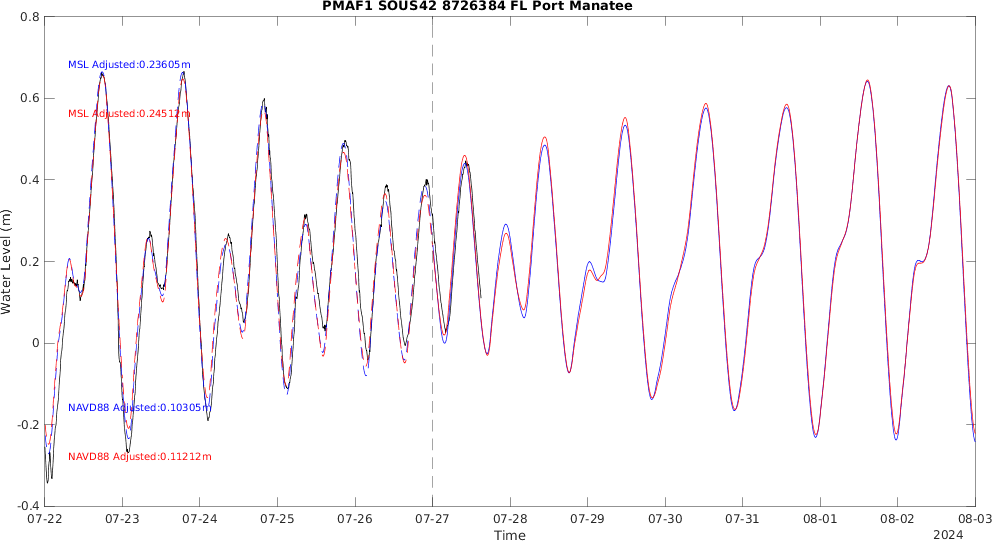 PMAF1 SOUS42 8726384 FL Port Manatee
0.8
0.6
0.4
0.2
0
-0.2
-0.4
Water Level (m)
MSL Adjusted:0.23605m
MSL Adjusted:0.24512m
NAVD88 Adjusted:0.10305m
NAVD88 Adjusted:0.11212m
07-22 07-23 07-24 07-25 07-26 07-27 07-28 07-29 07-30 07-31 08-01 08-02 08-03
Time
2024